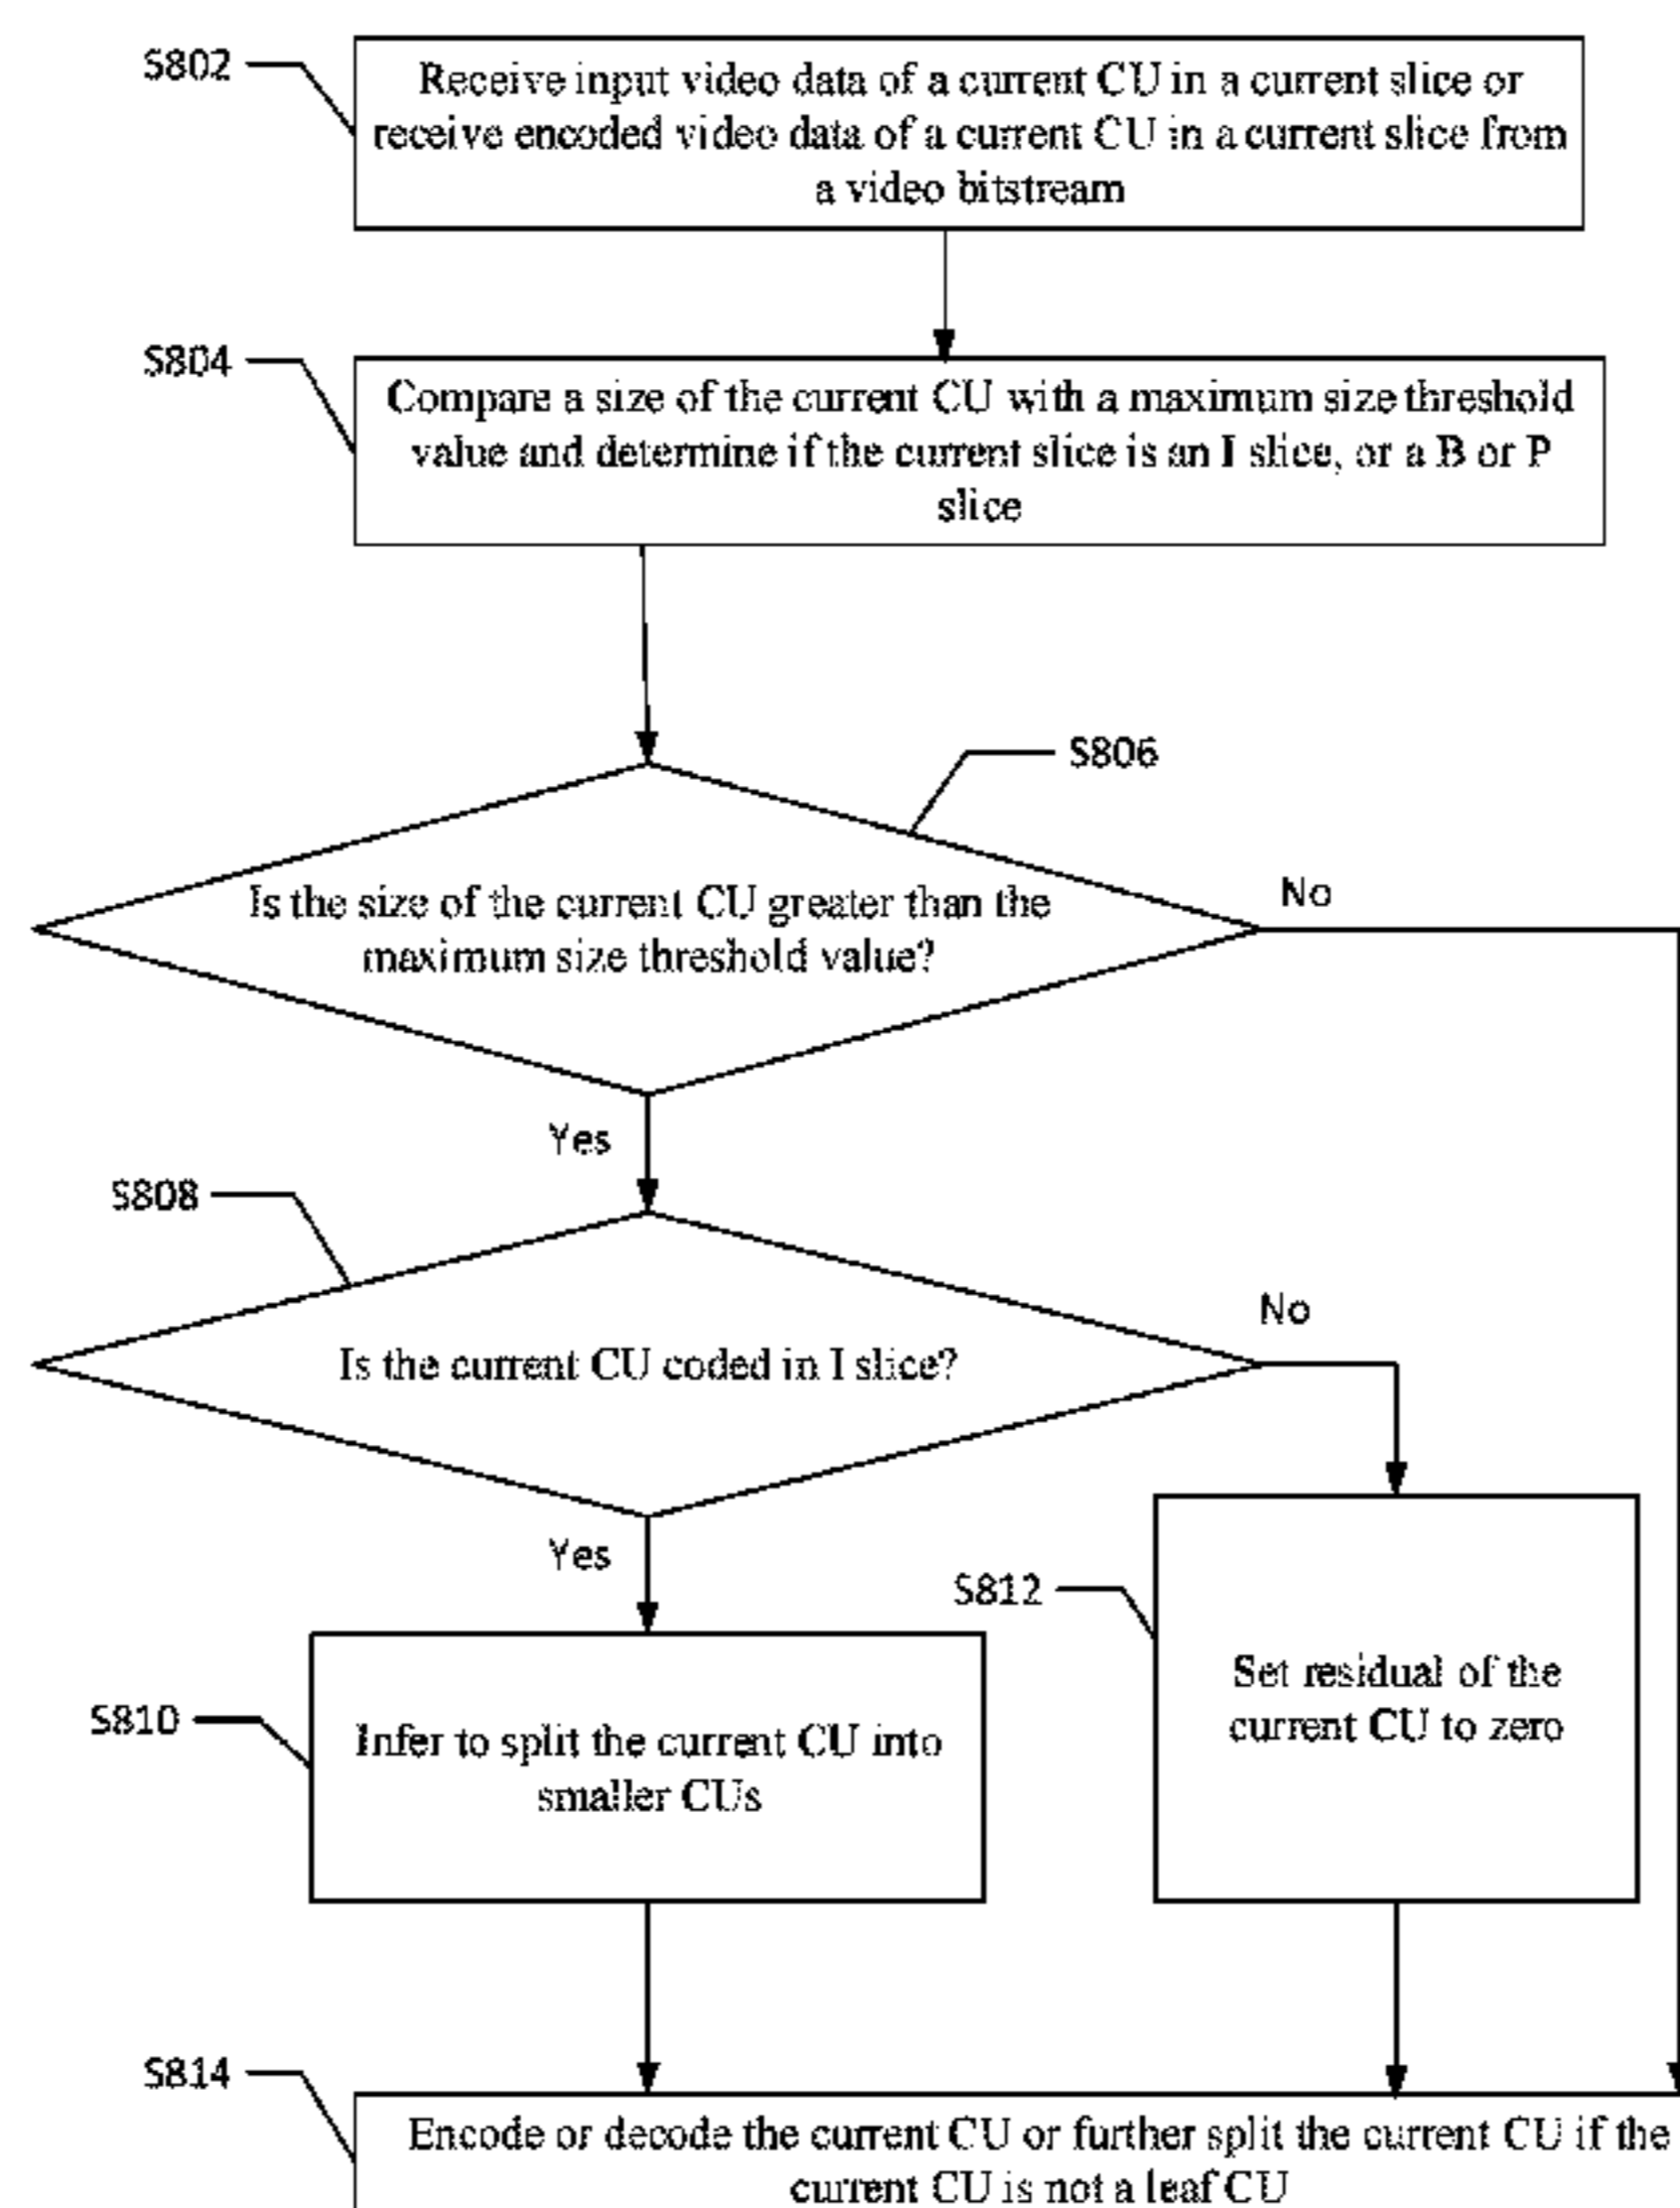 S802
Receive input video data of a current CU in a current slice or
receive encoded video data of a current CU in a current slice from
a video bitstream
S804
Compare a size of the current CU with a maximum size threshold
value and determine if the current slice is an I slice, or a B or P
slice
S806
Is the size of the current CU greater than the
maximum size threshold value?
No
Yes
S808
Is the current CU coded in I slice?
No
Yes
S810
Infer to split the current CU into
smaller CUs
S812
Set residual of the
current CU to zero
S814
Encode or decode the current CU or further split the current CU if the
current CU is not a leaf CU